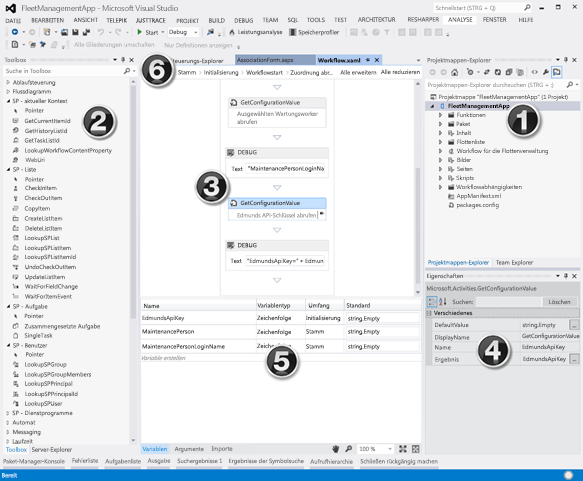 FleetManagementApp - Microsoft Visual Studio
Schnellstart (STRG + Q)
DATEI BEARBEITEN ANSICHT TELEPIK JUSTTRACE PROJEKT BUILD DEBUG TEAM SQL TOOLS TEST ARCHITEKTUR RESHARPER ANALYSE FENSTER HILFE
Start Debug Leistungsanalyse Speicherprofiler
Alle Gliederungen umschalten Nur Definitionen anzeigen
Toolbox
Suche in Toolbox
Ablaufsteuerung
Flussdiagramm
SP - aktueller Kontext
Pointer
GetCurrentItemId
GetHistoryListId
GetTaskListId
LookupWorkflowContentProperty
WebUri
SP - Liste
Pointer
CheckInItem
CheckOutItem
CopyItem
CreateListItem
DeleteListItem
LookupSPList
LookupSPListItem
LookupSPListItemId
UndoCheckOutItem
UpdateListItem
WaitForFieldChange
WaitForItemEvent
SP - Aufgabe
Pointer
Zusammengesetzte Aufgabe
SingleTask
SP - Benutzer
Pointer
LookupSPGroup
LookupSPGroupMembers
LookupSPPrincipal
LookupSPPrincipalId
LookupSPUser
SP - Dienstprogramme
Automat
Messaging
Laufzeit
Toolbox Server-Explorer
2
steuerungs-Explorer AssociationForm.aspx Workflow.xaml
6
Stamm Initialisierung Workflowstart Zuordnung abr... Alle erweitern Alle reduzieren
GetConfigurationValue
Ausgewählten Wartungsworker abrufen
DEBUG
Text "MaintenancePersonLoginNa
3
GetConfigurationValue
Edmunds API-Schlüssel abrufen
DEBUG
Text "EdmundsApiKey=" + Edmun
Name Variablentyp Umfang Standard
EdmundsApiKey Zeichenfolge Initialisierung string.Empty
MaintenancePerson Zeichenfolge Stamm string.Empty
MaintenancePersonLoginName Stamm string.Empty
Variable erstellen
5
Variablen Argumente Importe
100 %
Projektmappen-Explorer
Projektmappen-Explorer durchsuchen (STRG + ;)
Projektmappe "FleetManagementApp" (1 Projekt)
FleetManagementApp
1
Funktionen
Paket
Inhalt
Flottenliste
Workflow für die Flottenverwaltung
Bilder
Seiten
Skripts
Workflowabhängigkeiten
AppManifest.xml
packages.config
Projektmappen-Explorer Team Explorer
Eigenschaften
Microsoft.Activities.GetConfigurationValue
Suchen: Löschen
Verschiedenes
DefaultValue string.Empty ...
DisplayName GetConfigurationValue
Name EdmundsApiKey
Ergebnis EdmundsApiKey ...
4
Paket-Manager-Konsole Fehlerliste Aufgabenliste Ausgabe Suchergebnisse 1 Ergebnisse der Symbolsuche Aufrufhierarchie Schließen rückgängig machen
Bereit